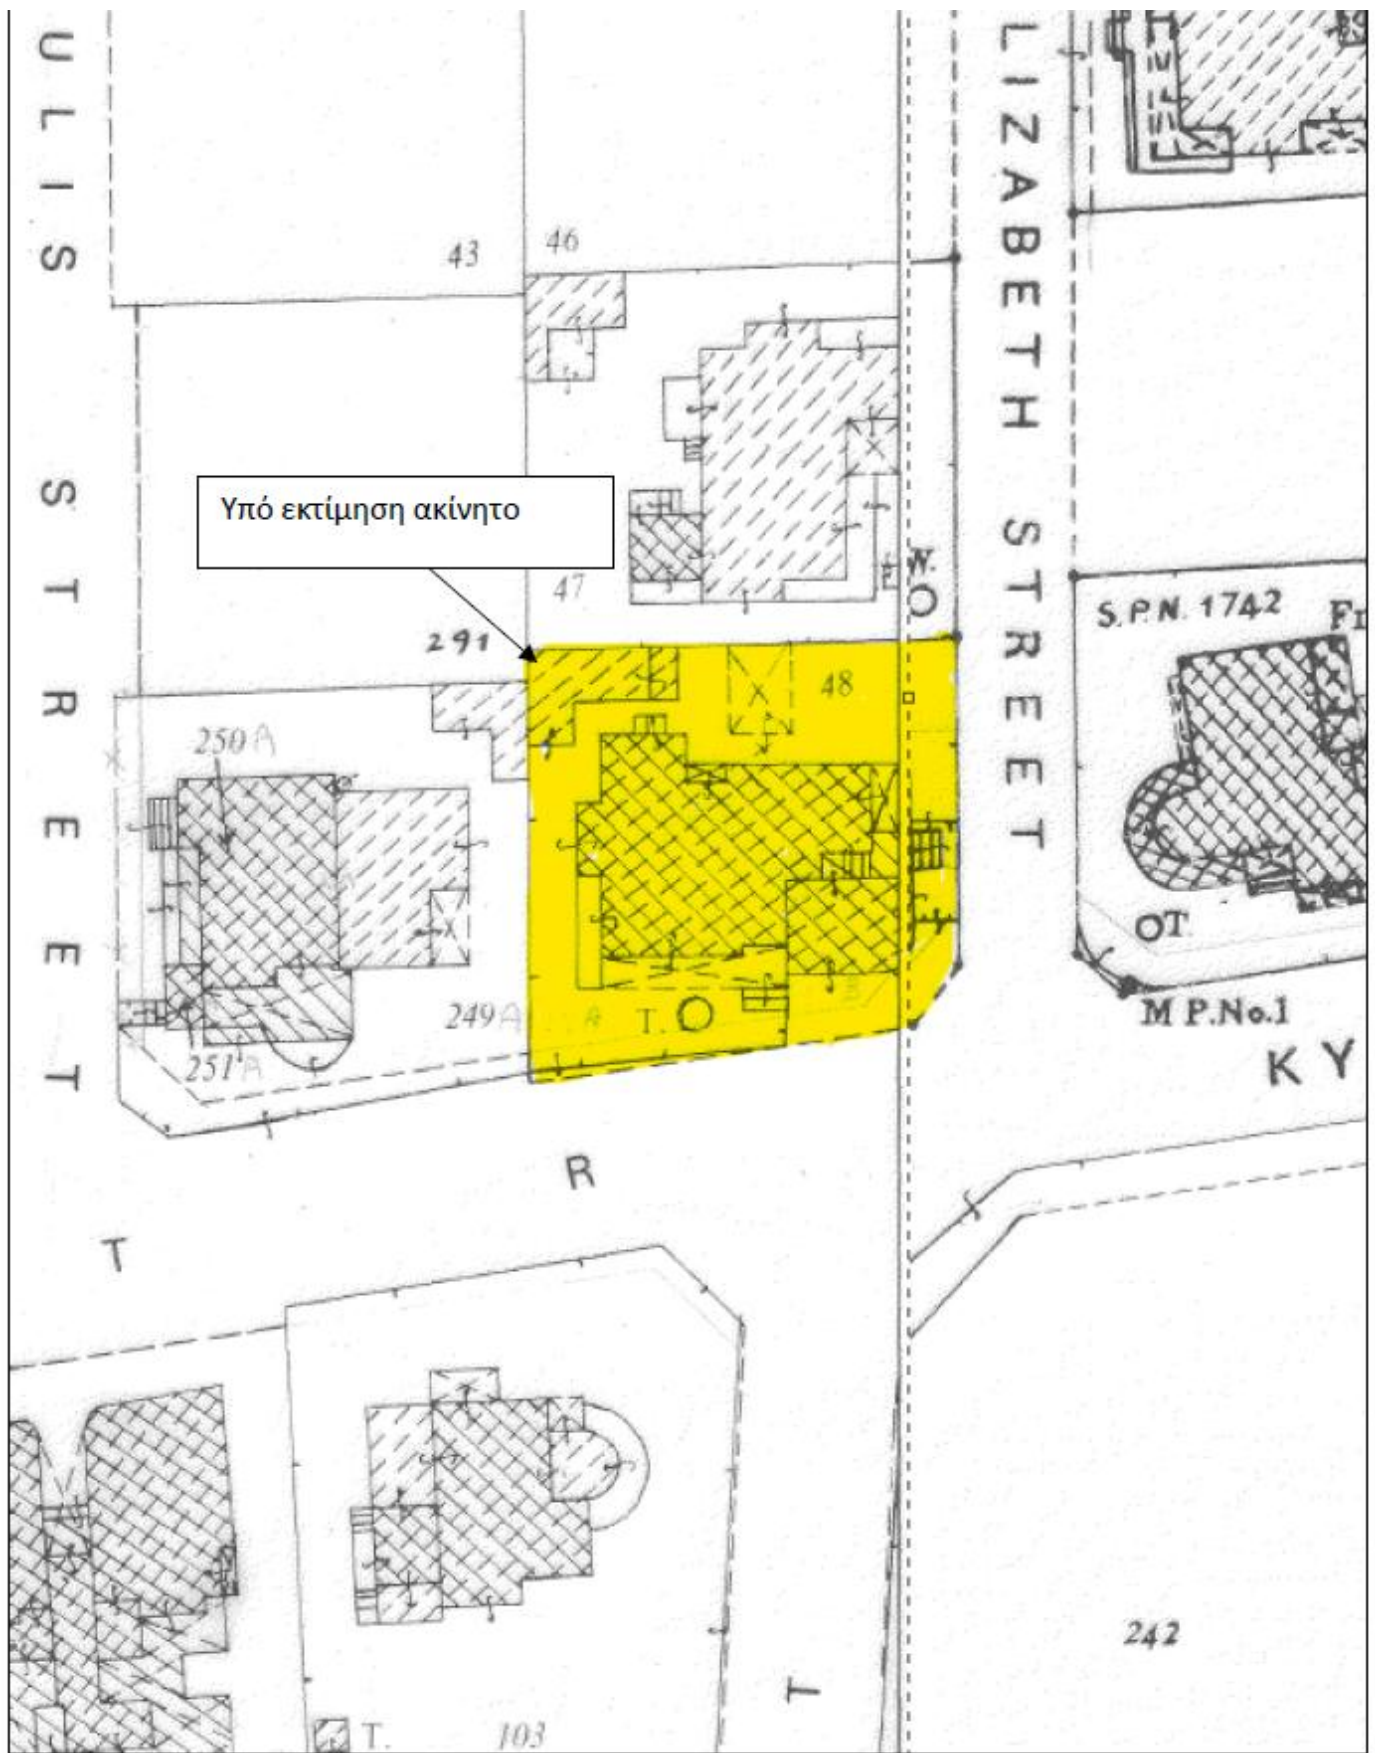 ULIS STREET
LIZABETH STREET
43
46
Υπό εκτίμηση ακίνητο
47
W.
291
S.P.N. 1742
48
250A
OT.
249A
A
T.
M P.No.1
251A
KY
R
T
T
242
T.
103